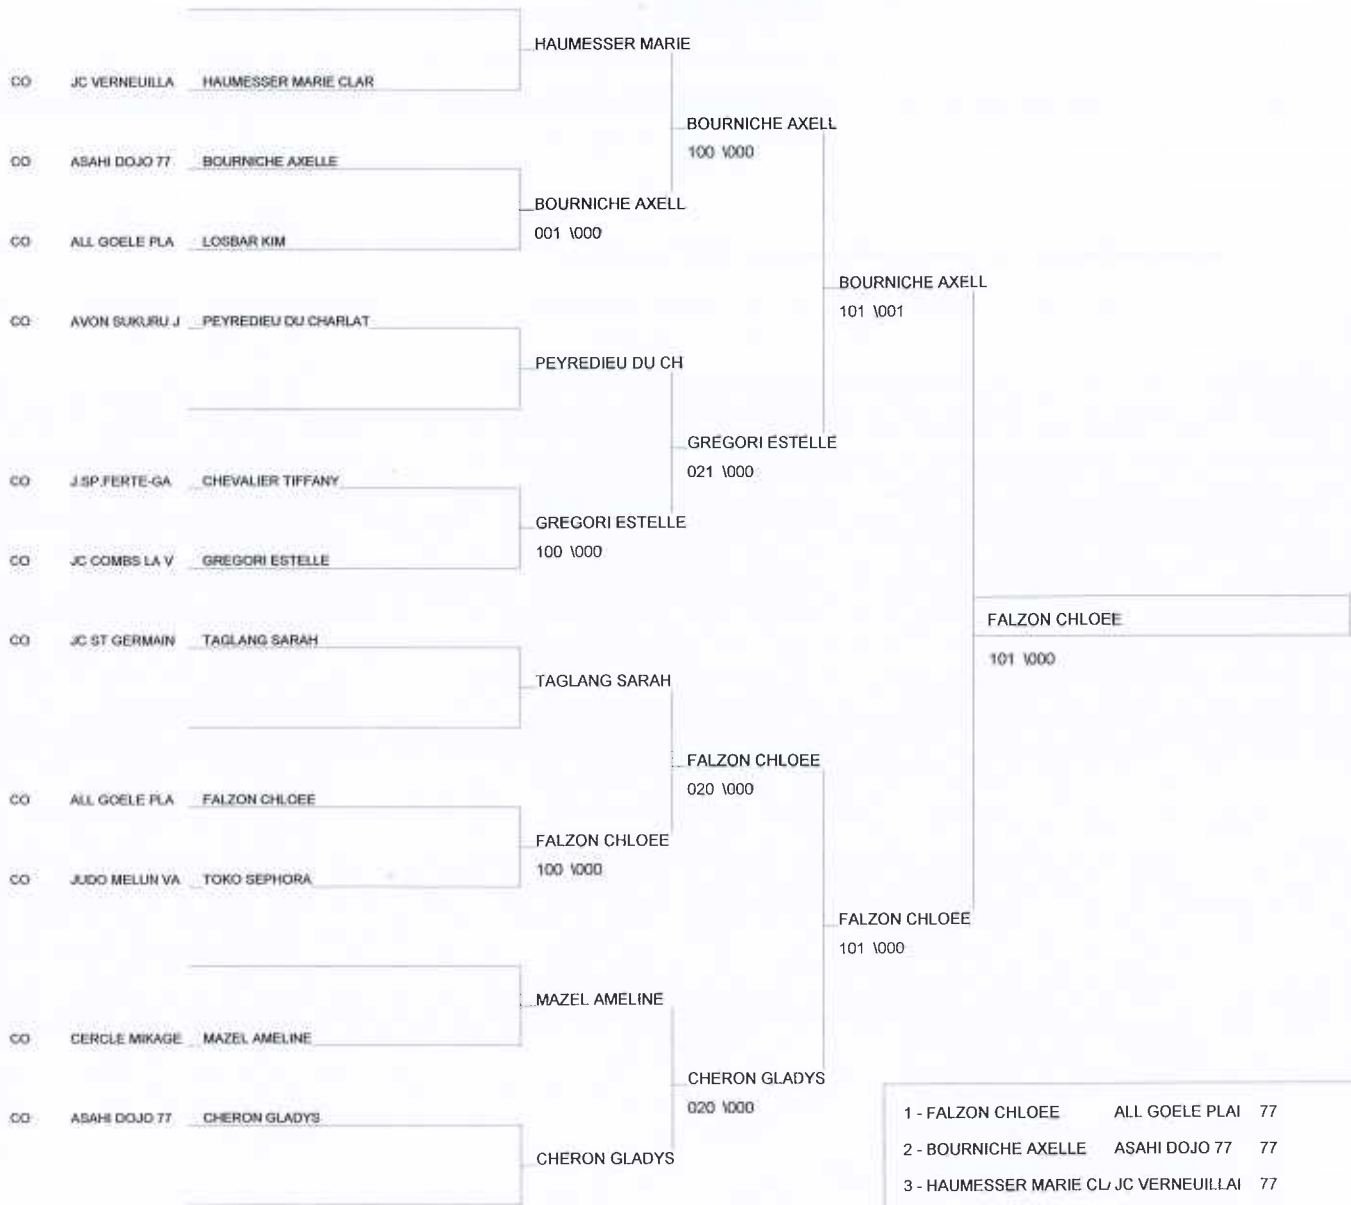 HAUMESSER MARIE
CO JC VERNEUILLA HAUMESSER MARIE CLAR
BOURNICHE AXELL
100 \000
CO ASAHI DOJO 77 BOURNICHE AXELLE
BOURNICHE AXELL
001 \000
CO ALL GOELE PLA LOSBAR KIM
BOURNICHE AXELL
101 \001
CO AVON SUKURU J PEYREDIEU DU CHARLAT
PEYREDIEU DU CH
GREGORI ESTELLE
021 \000
CO J.SP.FERTE-GA CHEVALIER TIFFANY
GREGORI ESTELLE
100 \000
CO JC COMBS LA V GREGORI ESTELLE
FALZON CHLOEE
101 \000
CO JC ST GERMAIN TAGLANG SARAH
TAGLANG SARAH
FALZON CHLOEE
020 \000
CO ALL GOELE PLA FALZON CHLOEE
FALZON CHLOEE
100 \000
CO JUDO MELUN VA TOKO SEPHORA
FALZON CHLOEE
101 \000
MAZEL AMELINE
CO CERCLE MIKAGE MAZEL AMELINE
CHERON GLADYS
020 \000
CO ASAHI DOJO 77 CHERON GLADYS
CHERON GLADYS
1 - FALZON CHLOEE ALL GOELE PLAI 77
2 - BOURNICHE AXELLE ASAHI DOJO 77 77
3 - HAUMESSER MARIE CL/ JC VERNEUILLAI 77